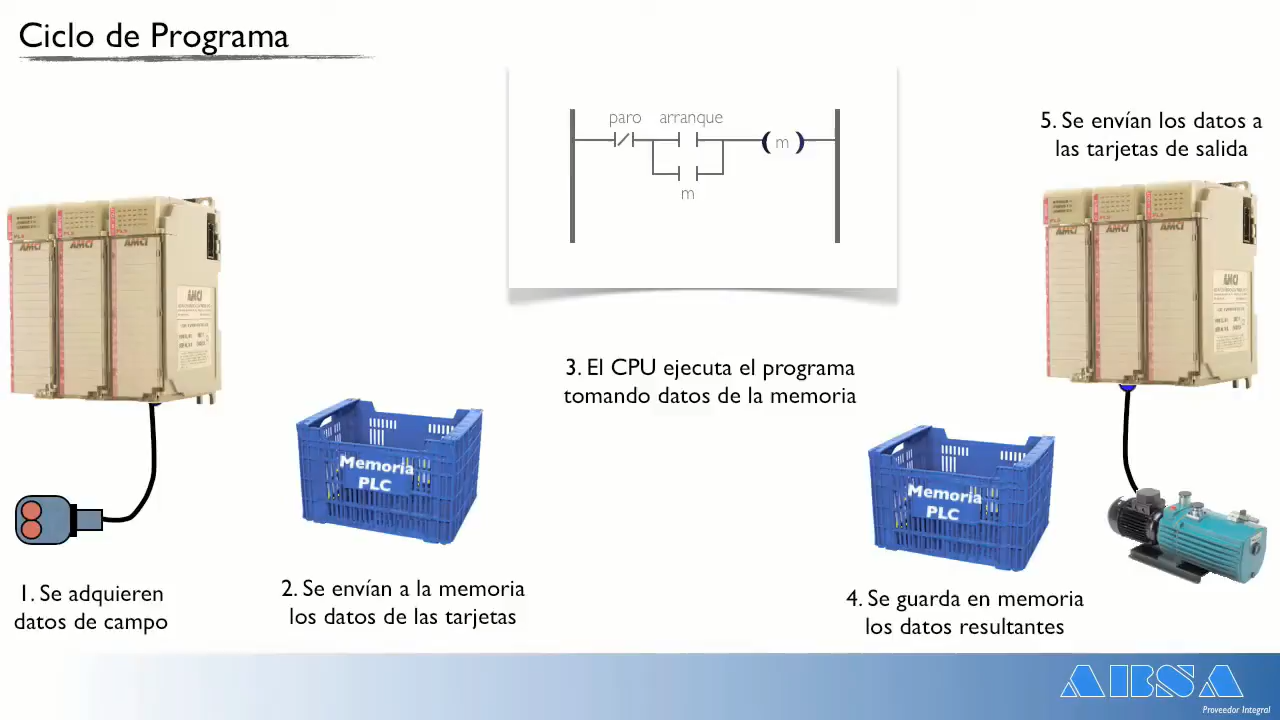 Ciclo de Programa
paro arranque
m
m
5. Se envían los datos a
las tarjetas de salida
AMCI AMCI AMCI
AMCI
AMCI AMCI AMCI
AMCI
3. El CPU ejecuta el programa
tomando datos de la memoria
Memoria
PLC
Memoria
PLC
1. Se adquieren
datos de campo
2. Se envían a la memoria
los datos de las tarjetas
4. Se guarda en memoria
los datos resultantes
ABSA
Proveedor Integral